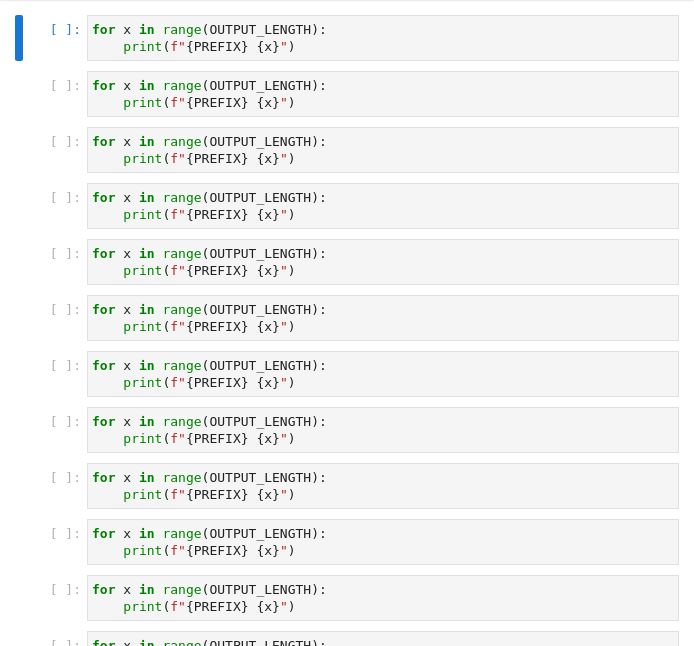 [ ]: for x in range(OUTPUT_LENGTH):
    print(f"{PREFIX} {x}")
[ ]: for x in range(OUTPUT_LENGTH):
    print(f"{PREFIX} {x}")
[ ]: for x in range(OUTPUT_LENGTH):
    print(f"{PREFIX} {x}")
[ ]: for x in range(OUTPUT_LENGTH):
    print(f"{PREFIX} {x}")
[ ]: for x in range(OUTPUT_LENGTH):
    print(f"{PREFIX} {x}")
[ ]: for x in range(OUTPUT_LENGTH):
    print(f"{PREFIX} {x}")
[ ]: for x in range(OUTPUT_LENGTH):
    print(f"{PREFIX} {x}")
[ ]: for x in range(OUTPUT_LENGTH):
    print(f"{PREFIX} {x}")
[ ]: for x in range(OUTPUT_LENGTH):
    print(f"{PREFIX} {x}")
[ ]: for x in range(OUTPUT_LENGTH):
    print(f"{PREFIX} {x}")
[ ]: for x in range(OUTPUT_LENGTH):
    print(f"{PREFIX} {x}")
[ ]: for x in range(OUTPUT_LENGTH):